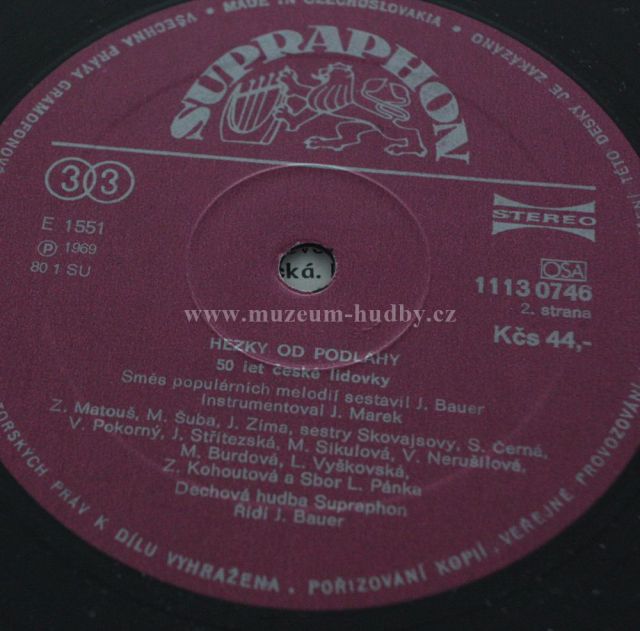 VŠECHNA PRÁVA GRAMOFONOVÉ
• MADE IN CZECHOSLOVAKIA •
TÉTO DESKY JE ZAKÁZÁNO
SUPRAPHON
33
STEREO
E 1551
℗ 1969
80 1 SU
OSA
1113 0746
2. strana
Kčs 44,-
cká.
www.muzeum-hudby.cz
HEZKY OD PODLAHY
50 let české lidovky
Směs populárních melodií sestavil J. Bauer
Instrumentoval J. Marek
Z. Matouš, M. Šuba, J. Zíma, sestry Skovajsovy, S. Černá,
V. Pokorný, J. Střítezská, M. Sikulová, V. Nerušilová,
M. Burdová, L. Vyškovská,
Z. Kohoutová a Sbor L. Pánka
Dechová hudba Supraphon
Řídí J. Bauer
PRÁV K DÍLU VYHRAŽENA . POŘIZOVÁNÍ KOPIÍ, VEŘEJNÉ PROVOZOVÁNÍ